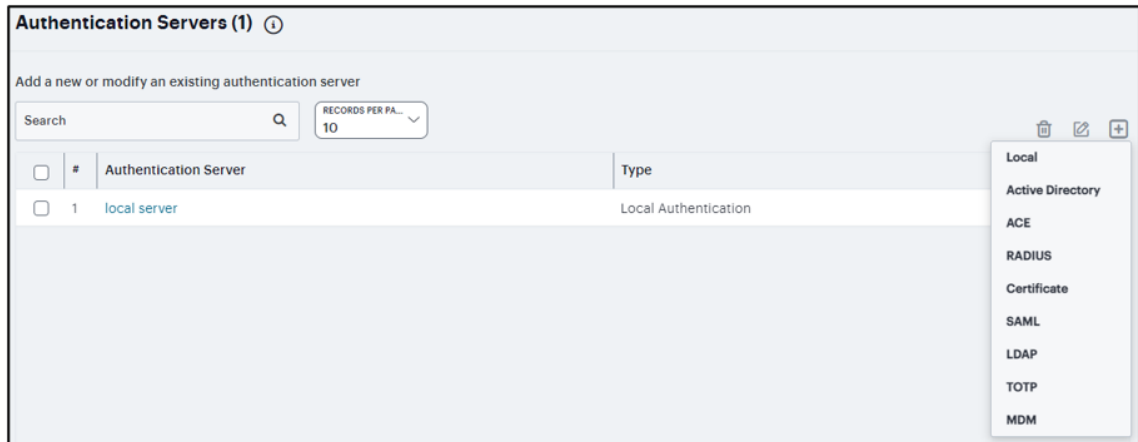 Authentication Servers (1)
Add a new or modify an existing authentication server
Search
RECORDS PER PA...
10
# Authentication Server Type
1 local server Local Authentication
Local
Active Directory
ACE
RADIUS
Certificate
SAML
LDAP
TOTP
MDM